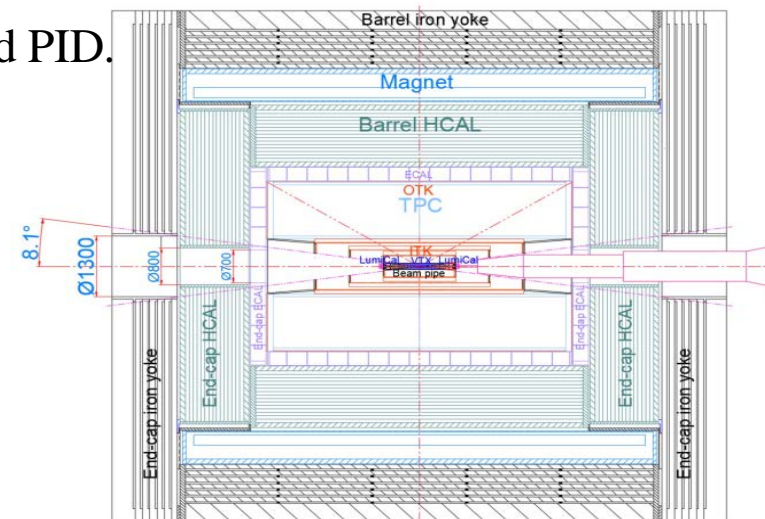 d PID.
Barrel iron yoke
Magnet
Barrel HCAL
ECAL
OTK
TPC
ITK
LumiCal VTX LumiCal
Beam pipe
8.1°
Ø1300
Ø800
Ø700
End-cap ECAL
End-cap ECAL
End-cap HCAL
End-cap HCAL
End-cap iron yoke
End-cap iron yoke